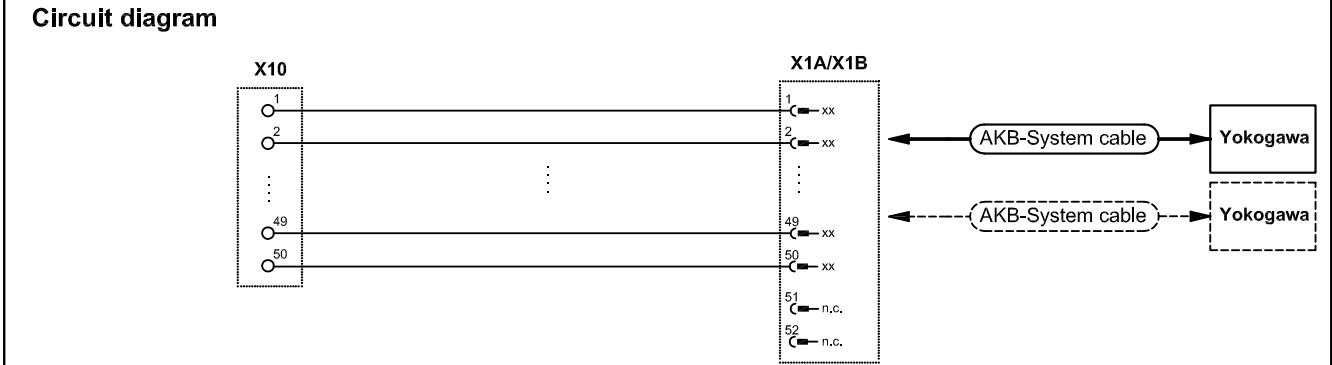 Circuit diagram
X10
X1A/X1B
1
1
xx
2
2
xx
AKB-System cable
Yokogawa
AKB-System cable
Yokogawa
49
49
xx
50
50
xx
51
n.c.
52
n.c.